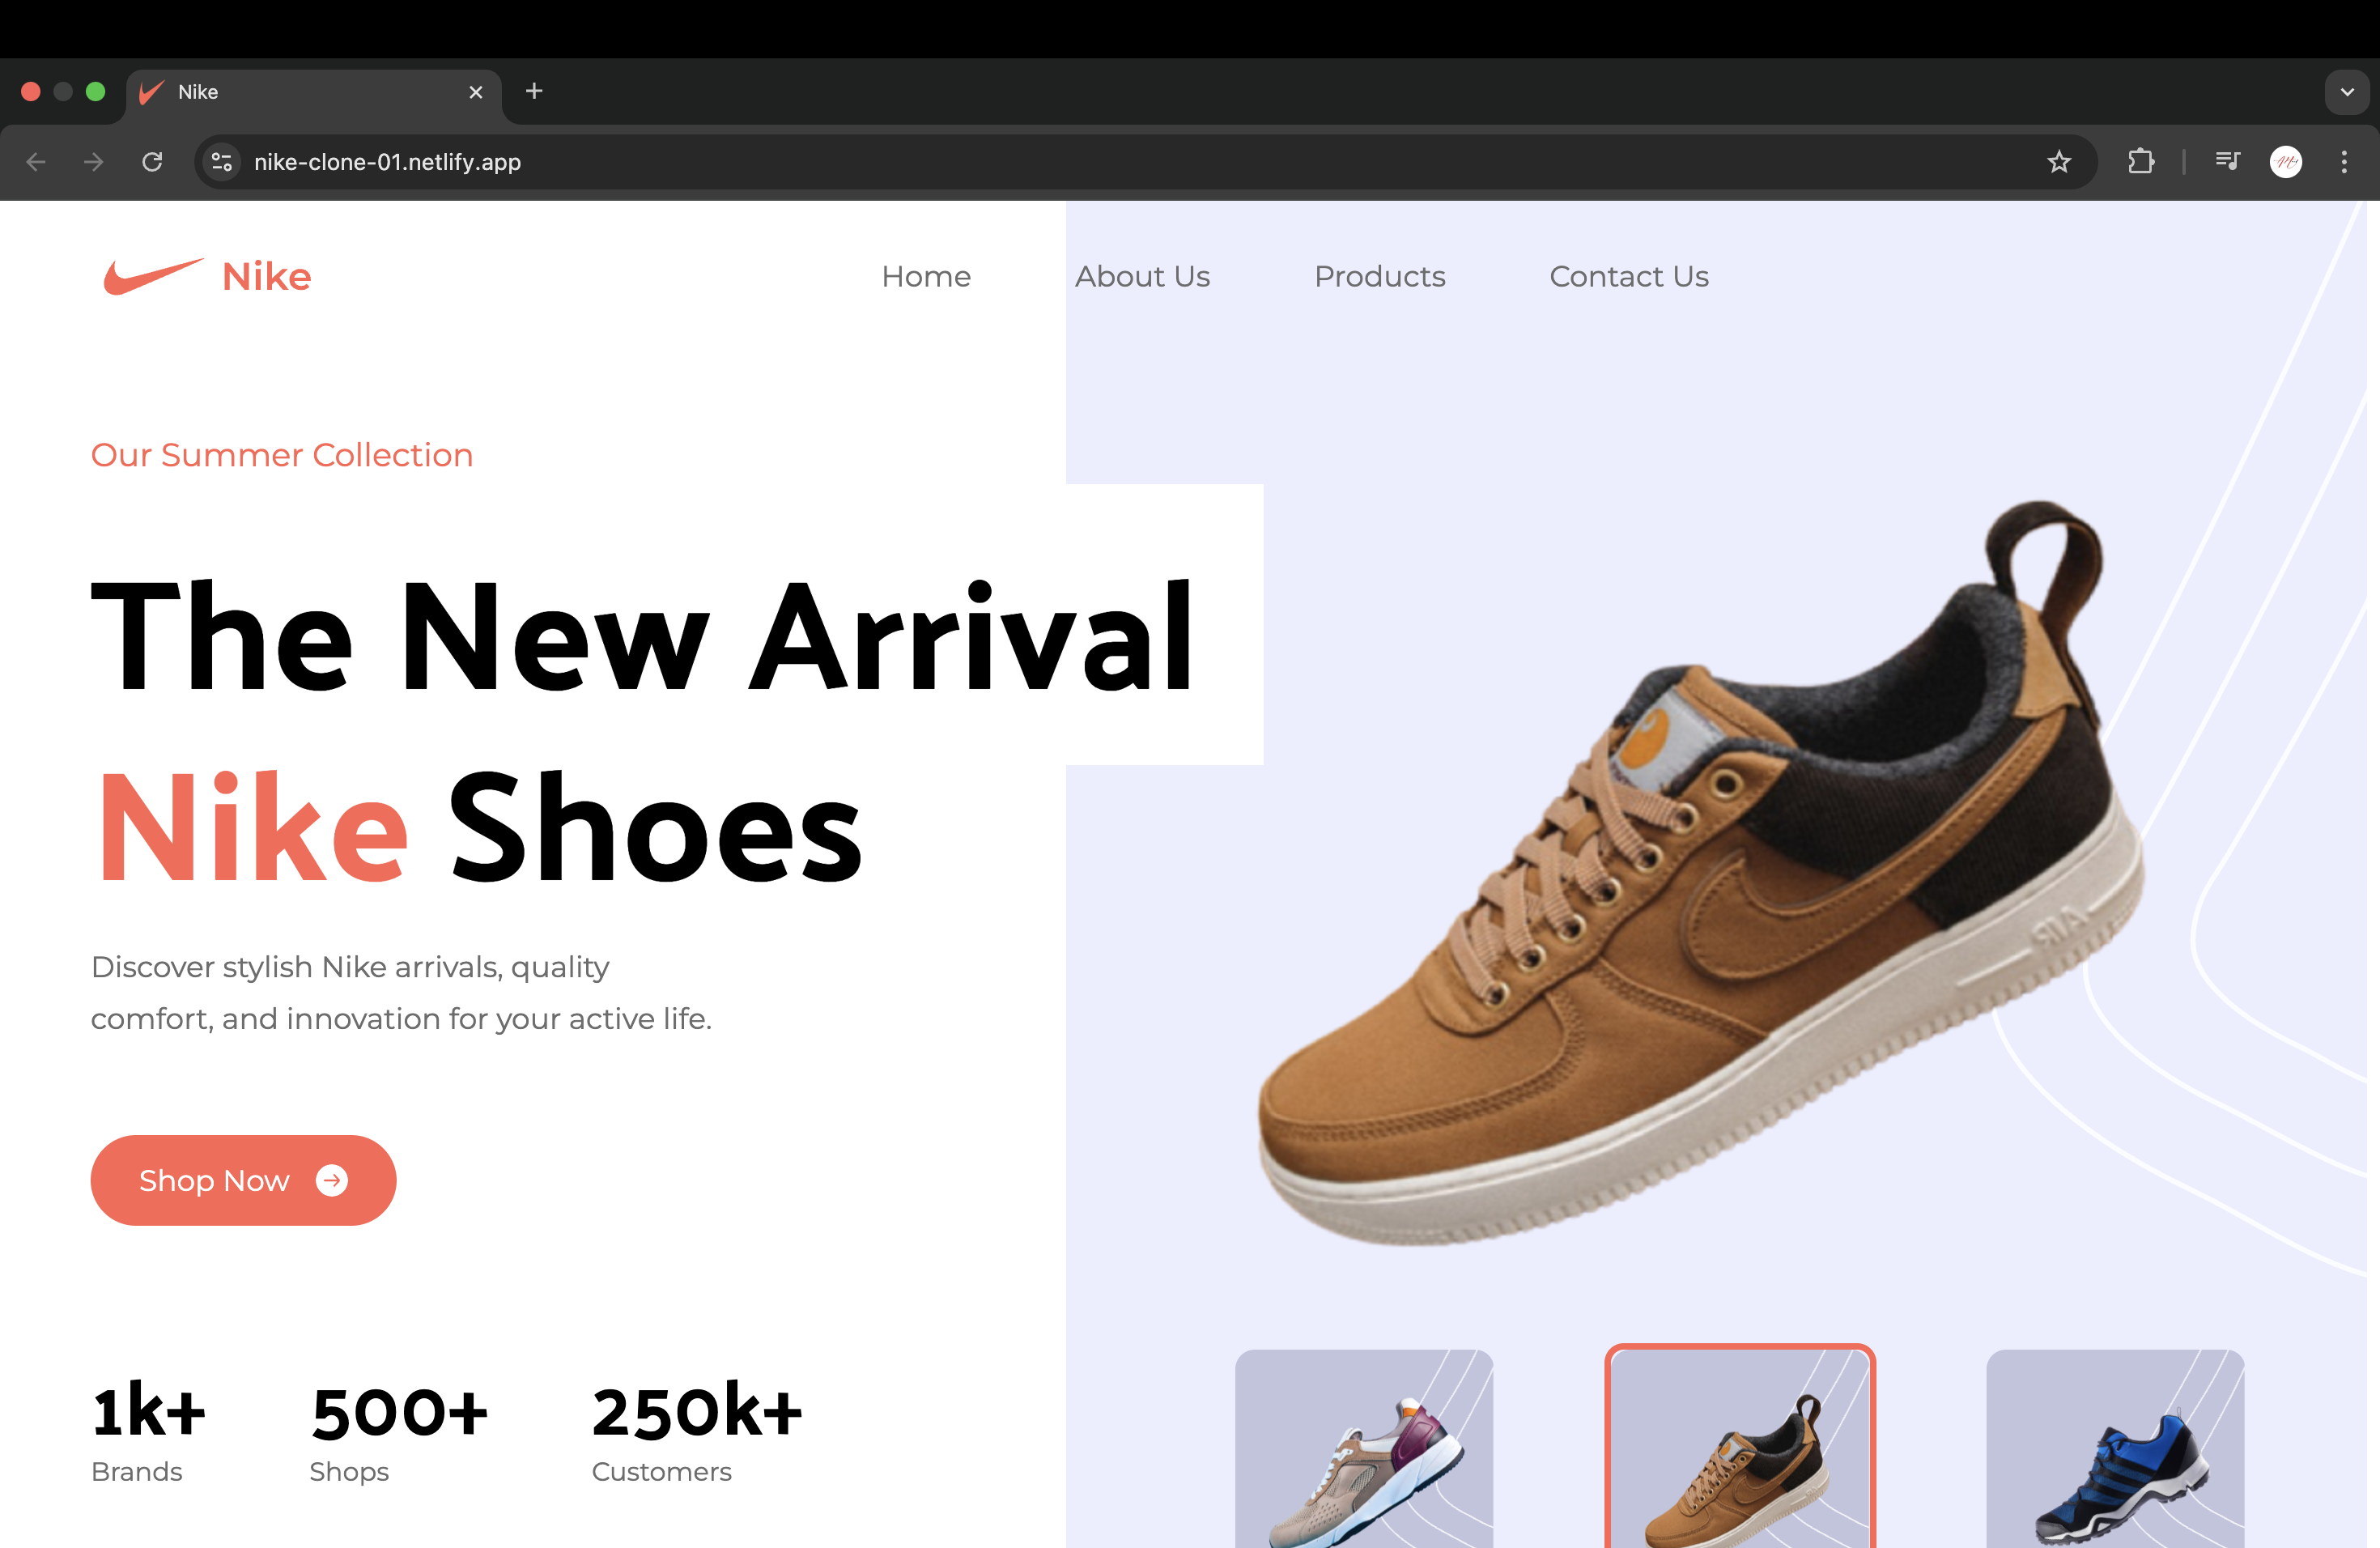 Nike
nike-clone-01.netlify.app
Nike
Home
About Us
Products
Contact Us
Our Summer Collection
The New Arrival
Nike Shoes
Discover stylish Nike arrivals, quality
comfort, and innovation for your active life.
Shop Now
1k+
Brands
500+
Shops
250k+
Customers
AIR